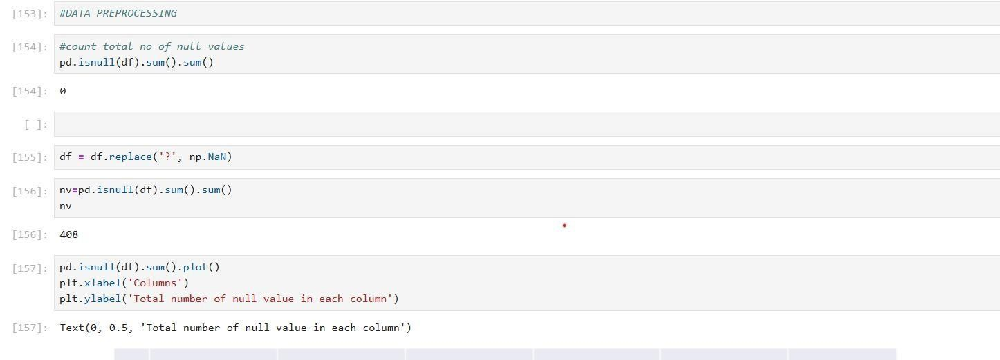 [153]: #DATA PREPROCESSING
[154]: #count total no of null values
pd.isnull(df).sum().sum()
[154]: 0
[ ]:
[155]: df = df.replace('?', np.NaN)
[156]: nv=pd.isnull(df).sum().sum()
nv
[156]: 408
[157]: pd.isnull(df).sum().plot()
plt.xlabel('Columns')
plt.ylabel('Total number of null value in each column')
[157]: Text(0, 0.5, 'Total number of null value in each column')